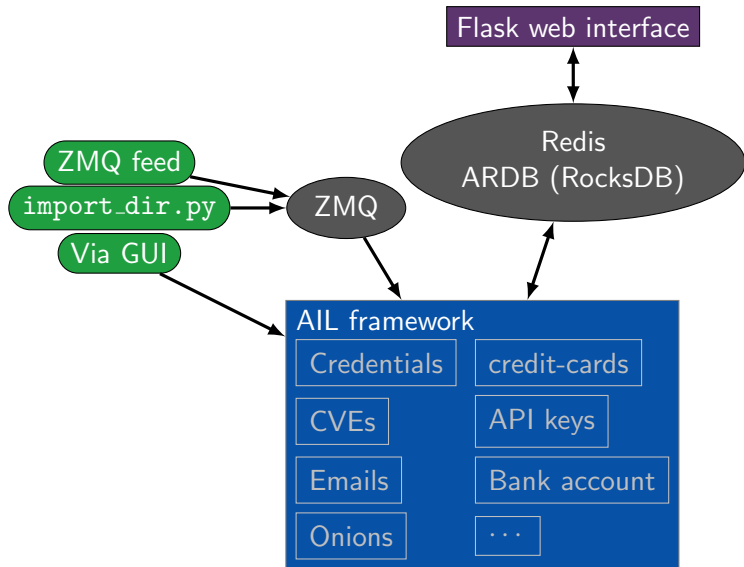 Flask web interface
Redis
ARDB (RocksDB)
ZMQ feed
import_dir.py
Via GUI
ZMQ
AIL framework
Credentials
credit-cards
CVEs
API keys
Emails
Bank account
Onions
···